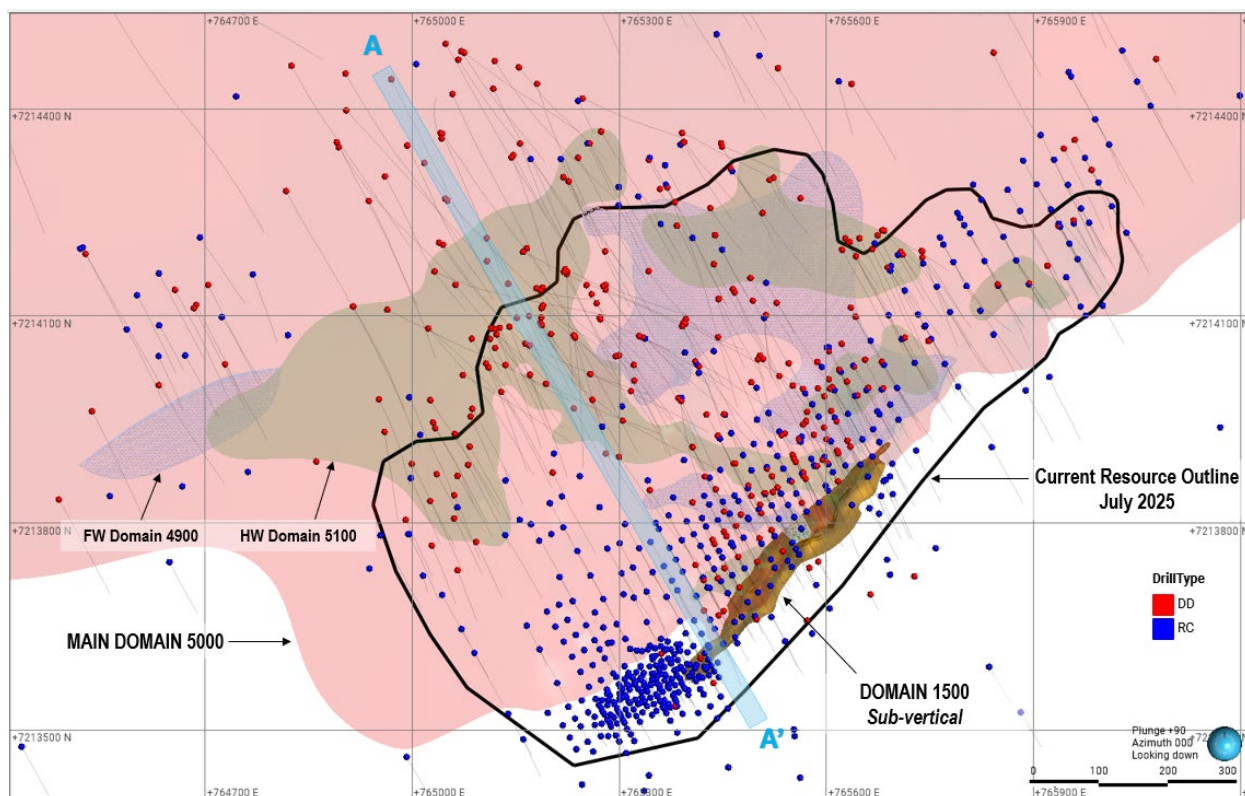 +764700 E
+765000 E
+765300 E
+765600 E
+765900 E
A
+7214400 N
+7214400 N
+7214100 N
+7214100 N
Current Resource Outline
July 2025
+7213800 N
+7213800 N
FW Domain 4900
HW Domain 5100
DrillType
DD
RC
MAIN DOMAIN 5000
DOMAIN 1500
Sub-vertical
A'
+7213500 N
Plunge +90
Azimuth 000
Looking down
0 100 200 300
+764700 E
+765000 E
+765300 E
+765600 E
+765900 E